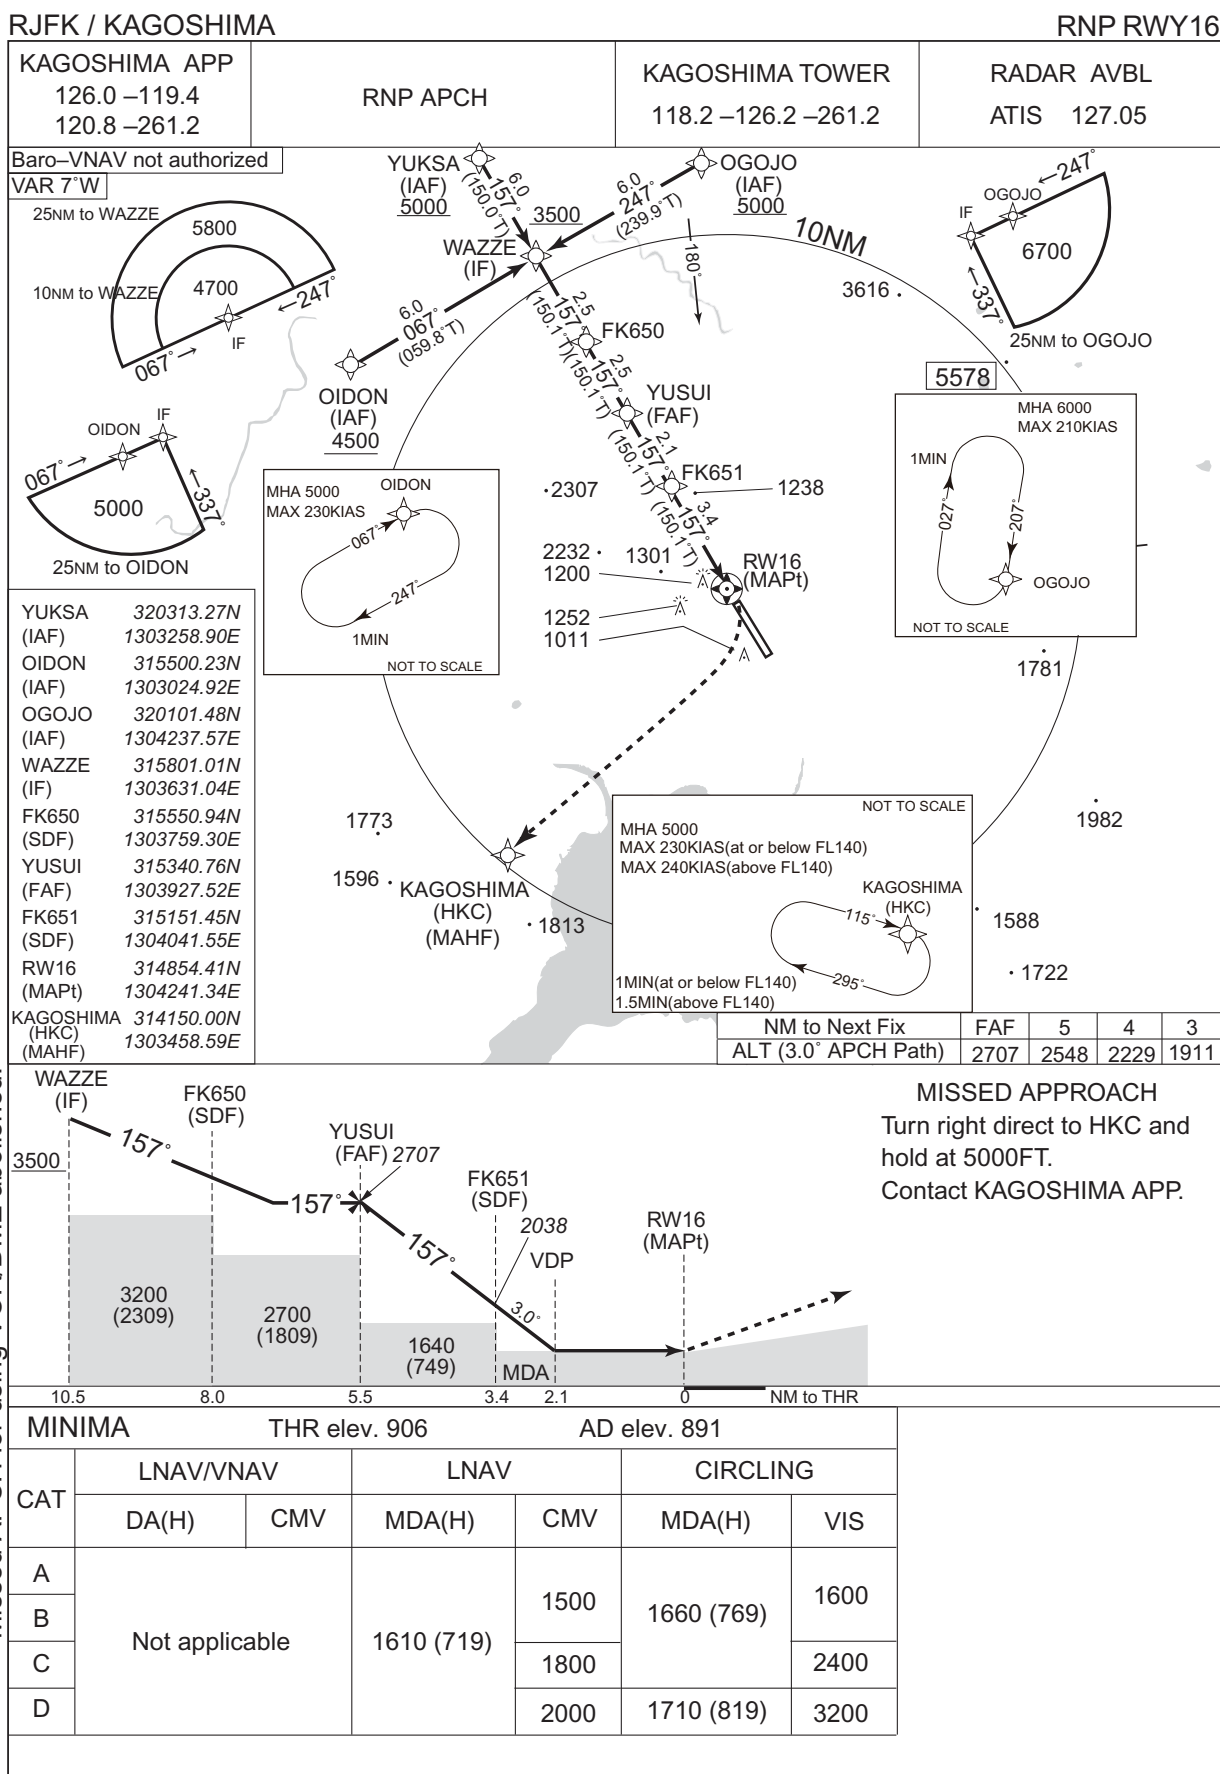 RJFK / KAGOSHIMA
RNP RWY16
KAGOSHIMA APP
126.0 –119.4
120.8 –261.2
RNP APCH
KAGOSHIMA TOWER
118.2 –126.2 –261.2
RADAR AVBL
ATIS 127.05
Baro–VNAV not authorized
VAR 7°W
25NM to WAZZE
5800
10NM to WAZZE
4700
←247°
IF
067°→
YUKSA
(IAF)
5000
6.0
157°
(150.0°T)
OGOJO
(IAF)
5000
6.0
247°
(239.9°T)
3500
WAZZE
(IF)
180°
10NM
3616
←247°
OGOJO
IF
6700
←337°
25NM to OGOJO
6.0
067°
(059.8°T)
OIDON
(IAF)
4500
2.5
157°
(150.1°T)
FK650
2.5
157°
(150.1°T)
YUSUI
(FAF)
2.1
157°
(150.1°T)
FK651
3.4
157°
(150.1°T)
1238
RW16
(MAPt)
5578
MHA 6000
MAX 210KIAS
1MIN
027°
207°
OGOJO
NOT TO SCALE
IF
OIDON
067°→
5000
←337°
25NM to OIDON
MHA 5000
MAX 230KIAS
OIDON
067°
247°
1MIN
NOT TO SCALE
2307
2232
1301
1200
1252
1011
1781
YUKSA 320313.27N
(IAF) 1303258.90E
OIDON 315500.23N
(IAF) 1303024.92E
OGOJO 320101.48N
(IAF) 1304237.57E
WAZZE 315801.01N
(IF) 1303631.04E
FK650 315550.94N
(SDF) 1303759.30E
YUSUI 315340.76N
(FAF) 1303927.52E
FK651 315151.45N
(SDF) 1304041.55E
RW16 314854.41N
(MAPt) 1304241.34E
KAGOSHIMA 314150.00N
(HKC) 1303458.59E
(MAHF)
1773
1596
KAGOSHIMA
(HKC)
(MAHF)
1813
1982
1588
1722
NOT TO SCALE
MHA 5000
MAX 230KIAS(at or below FL140)
MAX 240KIAS(above FL140)
KAGOSHIMA
(HKC)
115°
295°
1MIN(at or below FL140)
1.5MIN(above FL140)
NM to Next Fix FAF 5 4 3
ALT (3.0° APCH Path) 2707 2548 2229 1911
WAZZE
(IF)
FK650
(SDF)
YUSUI
(FAF) 2707
FK651
(SDF)
2038
VDP
RW16
(MAPt)
3500
157°
157°
157°
3.0°
3200
(2309)
2700
(1809)
1640
(749)
MDA
10.5 8.0 5.5 3.4 2.1 0 NM to THR
MISSED APPROACH
Turn right direct to HKC and
hold at 5000FT.
Contact KAGOSHIMA APP.
MINIMA THR elev. 906 AD elev. 891
CAT LNAV/VNAV LNAV CIRCLING
DA(H) CMV MDA(H) CMV MDA(H) VIS
A
B
C
D
Not applicable
1610 (719)
1500
1800
2000
1660 (769)
1710 (819)
1600
2400
3200